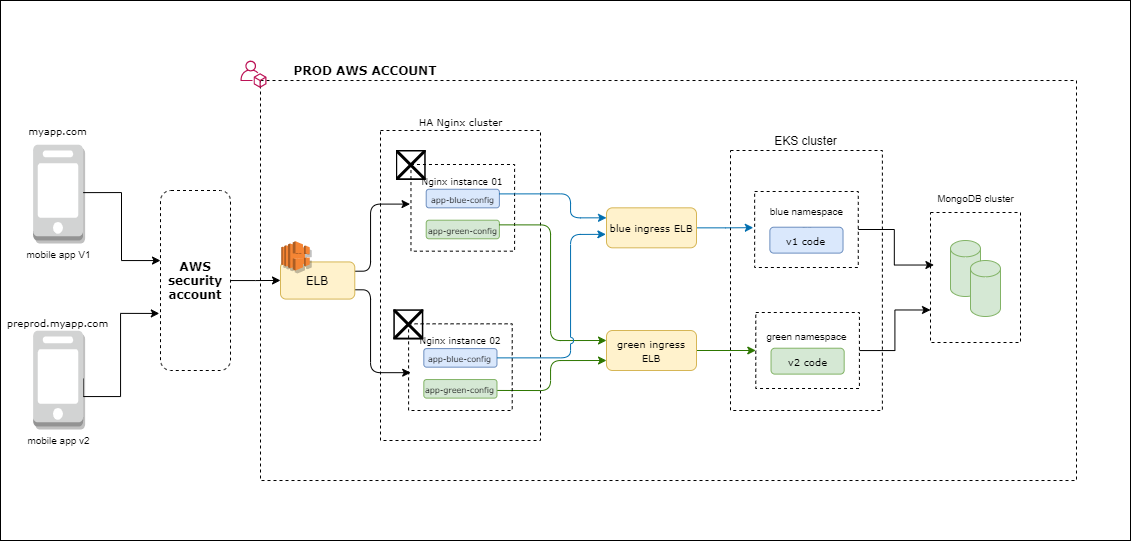 PROD AWS ACCOUNT
myapp.com
mobile app V1
preprod.myapp.com
mobile app v2
AWS
security
account
ELB
HA Nginx cluster
Nginx instance 01
app-blue-config
app-green-config
Nginx instance 02
app-blue-config
app-green-config
blue ingress ELB
green ingress
ELB
EKS cluster
blue namespace
v1 code
green namespace
v2 code
MongoDB cluster